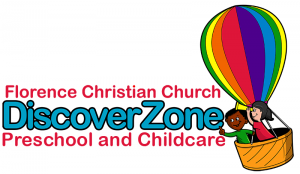 Florence Christian Church
DiscoverZone
Preschool and Childcare